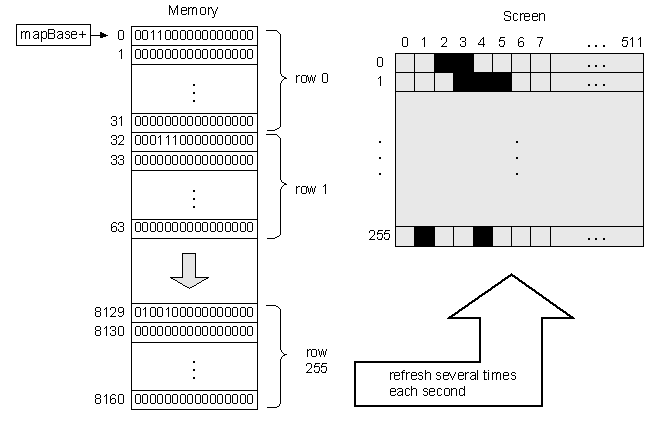 Memory
mapBase+
0 0011000000000000
1 0000000000000000
⋮
31 0000000000000000
row 0
32 0001110000000000
33 0000000000000000
⋮
63 0000000000000000
row 1
8129 0100100000000000
8130 0000000000000000
⋮
8160 0000000000000000
row
255
Screen
0 1 2 3 4 5 6 7 ... 511
0 ...
1 ...
⋮ ⋮
255 ...
refresh several times
each second